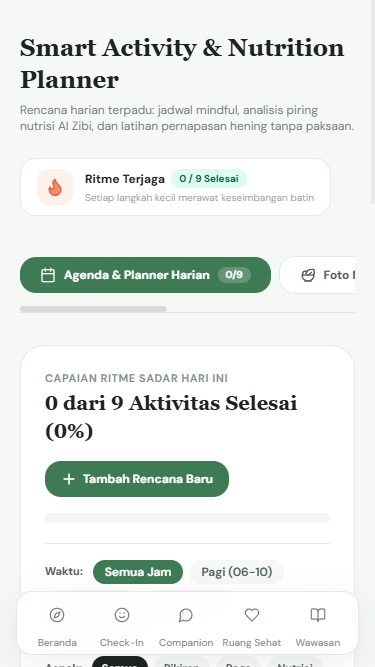 Smart Activity & Nutrition
Planner
Rencana harian terpadu: jadwal mindful, analisis piring
nutrisi AI Zibi, dan latihan pernapasan hening tanpa paksaan.
Ritme Terjaga 0 / 9 Selesai
Setiap langkah kecil merawat keseimbangan batin
Agenda & Planner Harian 0/9 Foto
CAPAIAN RITME SADAR HARI INI
0 dari 9 Aktivitas Selesai
(0%)
Tambah Rencana Baru
Waktu: Semua Jam Pagi (06-10)
Beranda Check-In Companion Ruang Sehat Wawasan